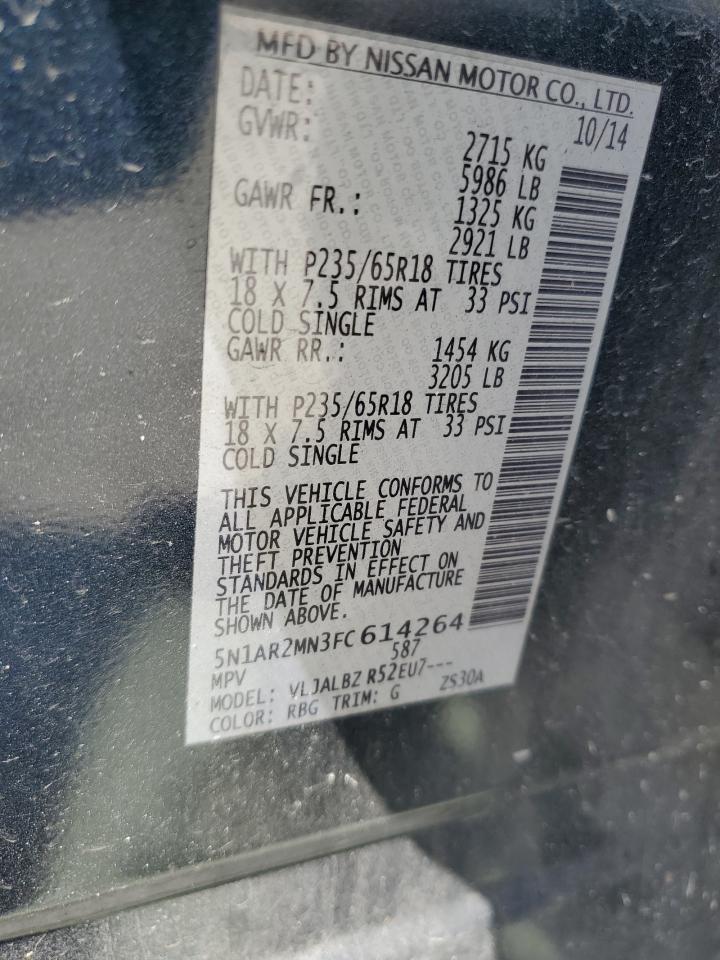 MFD BY NISSAN MOTOR CO., LTD.
DATE: 10/14
GVWR: 2715 KG
5986 LB
GAWR FR.: 1325 KG
2921 LB
WITH P235/65R18 TIRES
18 X 7.5 RIMS AT 33 PSI
COLD SINGLE
GAWR RR.: 1454 KG
3205 LB
WITH P235/65R18 TIRES
18 X 7.5 RIMS AT 33 PSI
COLD SINGLE
THIS VEHICLE CONFORMS TO
ALL APPLICABLE FEDERAL
MOTOR VEHICLE SAFETY AND
THEFT PREVENTION
STANDARDS IN EFFECT ON
THE DATE OF MANUFACTURE
SHOWN ABOVE.
5N1AR2MN3FC614264
MPV 587
MODEL: VLJALBZ R52EU7---
COLOR: RBG TRIM: G ZS30A